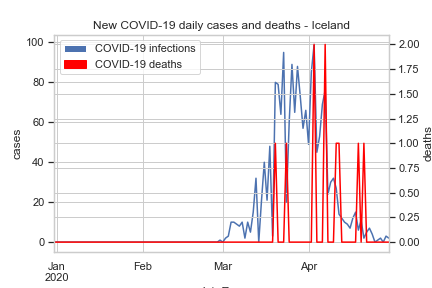 New COVID-19 daily cases and deaths - Iceland
COVID-19 infections
COVID-19 deaths
100
80
60
40
20
0
cases
2.00
1.75
1.50
1.25
1.00
0.75
0.50
0.25
0.00
deaths
Jan
2020
Feb
Mar
Apr